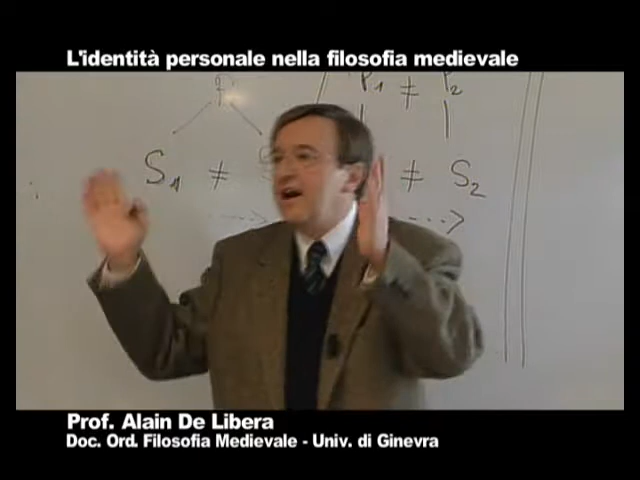 L'identità personale nella filosofia medievale
P P1 ≠ P2
S1 ≠ S ≠ S2
Prof. Alain De Libera
Doc. Ord. Filosofia Medievale - Univ. di Ginevra